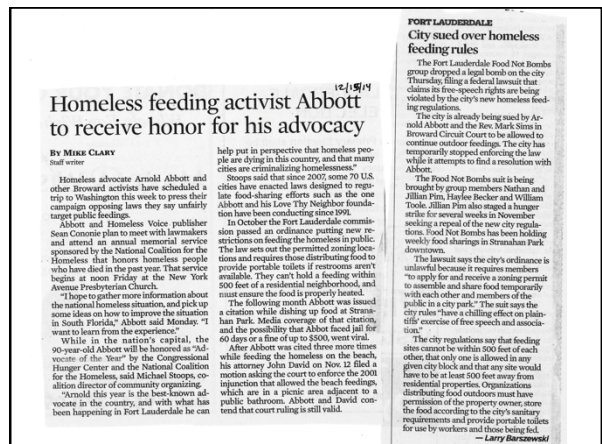 12/15/14
Homeless feeding activist Abbott
to receive honor for his advocacy
BY MIKE CLARY
Staff writer
Homeless advocate Arnold Abbott and
other Broward activists have scheduled a
trip to Washington this week to press their
campaign opposing laws they say unfairly
target public feedings.
Abbott and Homeless Voice publisher
Sean Cononie plan to meet with lawmakers
and attend an annual memorial service
sponsored by the National Coalition for the
Homeless that honors homeless people
who have died in the past year. That service
begins at noon Friday at the New York
Avenue Presbyterian Church.
"I hope to gather more information about
the national homeless situation, and pick up
some ideas on how to improve the situation
in South Florida," Abbott said Monday. "I
want to learn from the experience."
While in the nation's capital, the
90-year-old Abbott will be honored as "Ad-
vocate of the Year" by the Congressional
Hunger Center and the National Coalition
for the Homeless, said Michael Stoops, co-
alition director of community organizing.
"Arnold this year is the best-known ad-
vocate in the country, and with what has
been happening in Fort Lauderdale he can
help put in perspective that homeless peo-
ple are dying in this country, and that many
cities are criminalizing homelessness."
Stoops said that since 2007, some 70 U.S.
cities have enacted laws designed to regu-
late food-sharing efforts such as the one
Abbott and his Love Thy Neighbor founda-
tion have been conducting since 1991.
In October the Fort Lauderdale commis-
sion passed an ordinance putting new re-
strictions on feeding the homeless in public.
The law sets out the permitted zoning loca-
tions and requires those distributing food to
provide portable toilets if restrooms aren't
available. They can't hold a feeding within
500 feet of a residential neighborhood, and
must ensure the food is properly heated.
The following month Abbott was issued
a citation while dishing up food at Strana-
han Park. Media coverage of that citation,
and the possibility that Abbot faced jail for
60 days or a fine of up to $500, went viral.
After Abbott was cited three more times
while feeding the homeless on the beach,
his attorney John David on Nov. 12 filed a
motion asking the court to enforce the 2001
injunction that allowed the beach feedings,
which are in a picnic area adjacent to a
public bathroom. Abbott and David con-
tend that court ruling is still valid.
FORT LAUDERDALE
City sued over homeless
feeding rules
The Fort Lauderdale Food Not Bombs
group dropped a legal bomb on the city
Thursday, filing a federal lawsuit that
claims its free-speech rights are being
violated by the city's new homeless feed-
ing regulations.
The city is already being sued by Ar-
nold Abbott and the Rev. Mark Sims in
Broward Circuit Court to be allowed to
continue outdoor feedings. The city has
temporarily stopped enforcing the law
while it attempts to find a resolution with
Abbott.
The Food Not Bombs suit is being
brought by group members Nathan and
Jillian Pim, Haylee Becker and William
Toole. Jillian Pim also staged a hunger
strike for several weeks in November
seeking a repeal of the new city regula-
tions. Food Not Bombs has been holding
weekly food sharings in Stranahan Park
downtown.
The lawsuit says the city's ordinance is
unlawful because it requires members
"to apply for and receive a zoning permit
to assemble and share food temporarily
with each other and members of the
public in a city park." The suit says the
city rules "have a chilling effect on plain-
tiffs' exercise of free speech and associa-
tion."
The city regulations say that feeding
sites cannot be within 500 feet of each
other, that only one is allowed in any
given city block and that any site would
have to be at least 500 feet away from
residential properties. Organizations
distributing food outdoors must have
permission of the property owner, store
the food according to the city's sanitary
requirements and provide portable toilets
for use by workers and those being fed.
— Larry Barszewski